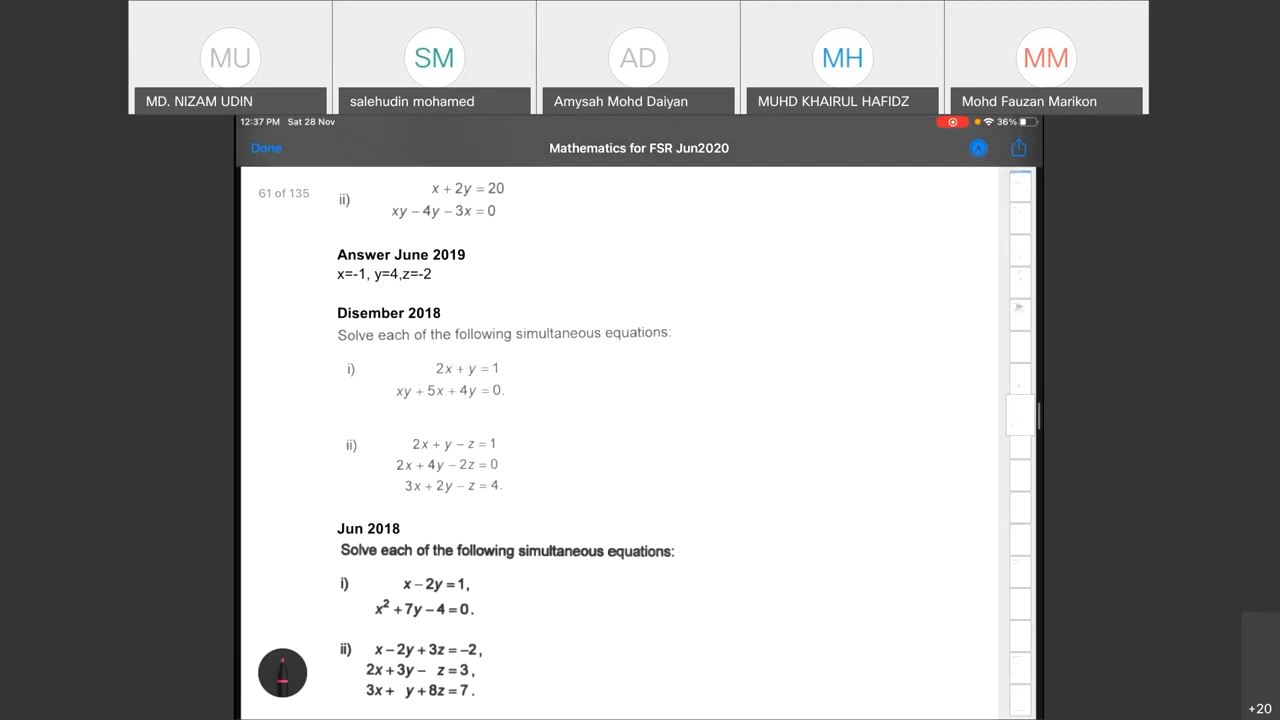 MU
SM
AD
MH
MM
MD. NIZAM UDIN
salehudin mohamed
Amysah Mohd Daiyan
MUHD KHAIRUL HAFIDZ
Mohd Fauzan Marikon
12:37 PM Sat 28 Nov
36%
Done
Mathematics for FSR Jun2020
61 of 135
ii) x + 2y = 20
xy − 4y − 3x = 0
Answer June 2019
x=-1, y=4,z=-2
Disember 2018
Solve each of the following simultaneous equations:
i) 2x + y = 1
xy + 5x + 4y = 0.
ii) 2x + y − z = 1
2x + 4y − 2z = 0
3x + 2y − z = 4.
Jun 2018
Solve each of the following simultaneous equations:
i) x − 2y = 1,
x² + 7y − 4 = 0.
ii) x − 2y + 3z = −2,
2x + 3y − z = 3,
3x + y + 8z = 7.
+20